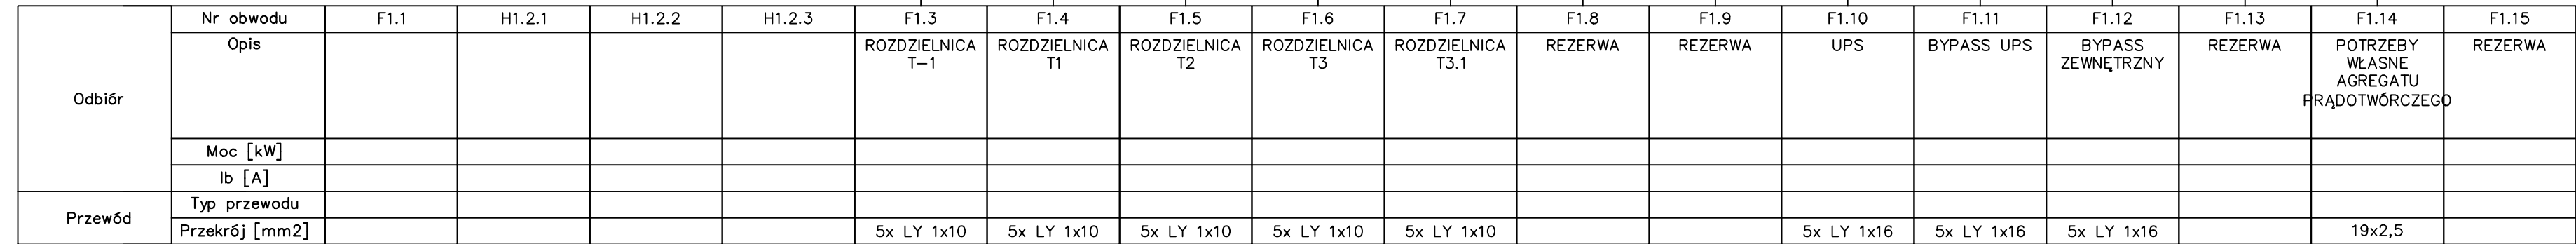 Nr obwodu F1.1 H1.2.1 H1.2.2 H1.2.3 F1.3 F1.4 F1.5 F1.6 F1.7 F1.8 F1.9 F1.10 F1.11 F1.12 F1.13 F1.14 F1.15
Odbiór
Opis
ROZDZIELNICA
T-1
ROZDZIELNICA
T1
ROZDZIELNICA
T2
ROZDZIELNICA
T3
ROZDZIELNICA
T3.1
REZERWA
REZERWA
UPS
BYPASS UPS
BYPASS
ZEWNĘTRZNY
REZERWA
POTRZEBY
WŁASNE
AGREGATU
PRĄDOTWÓRCZEGO
REZERWA
Moc [kW]
Ib [A]
Przewód
Typ przewodu
Przekrój [mm2] 5x LY 1x10 5x LY 1x10 5x LY 1x10 5x LY 1x10 5x LY 1x10 5x LY 1x16 5x LY 1x16 5x LY 1x16 19x2,5